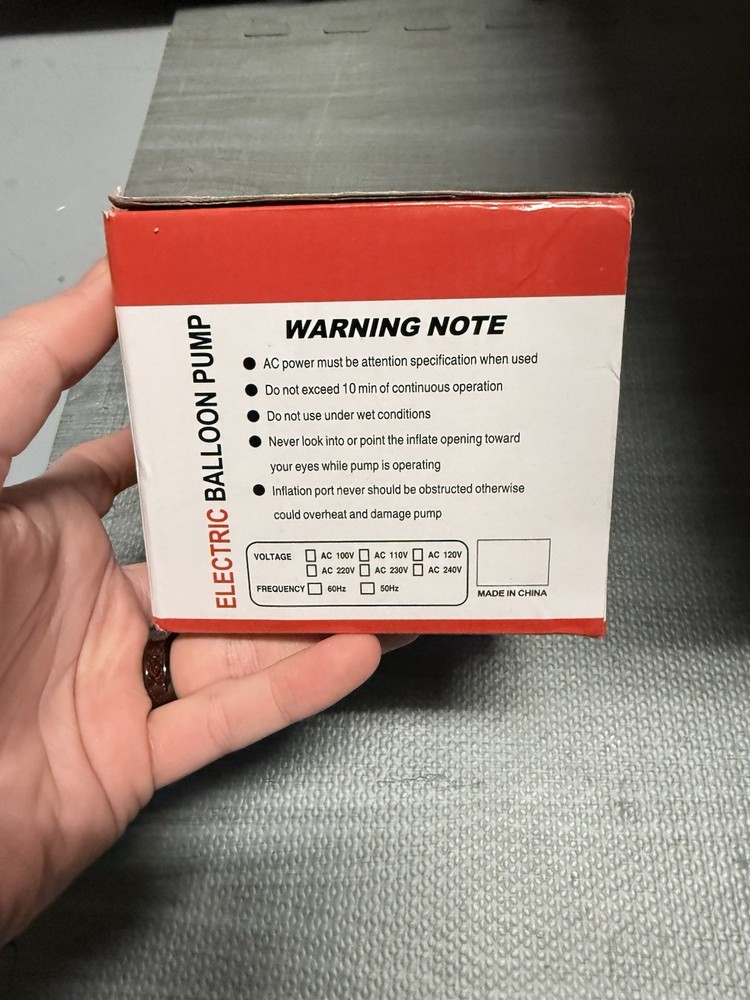 ELECTRIC BALLOON PUMP
WARNING NOTE
● AC power must be attention specification when used
● Do not exceed 10 min of continuous operation
● Do not use under wet conditions
● Never look into or point the inflate opening toward
your eyes while pump is operating
● Inflation port never should be obstructed otherwise
could overheat and damage pump
VOLTAGE □ AC 100V □ AC 110V □ AC 120V
□ AC 220V □ AC 230V □ AC 240V
FREQUENCY □ 60Hz □ 50Hz
MADE IN CHINA